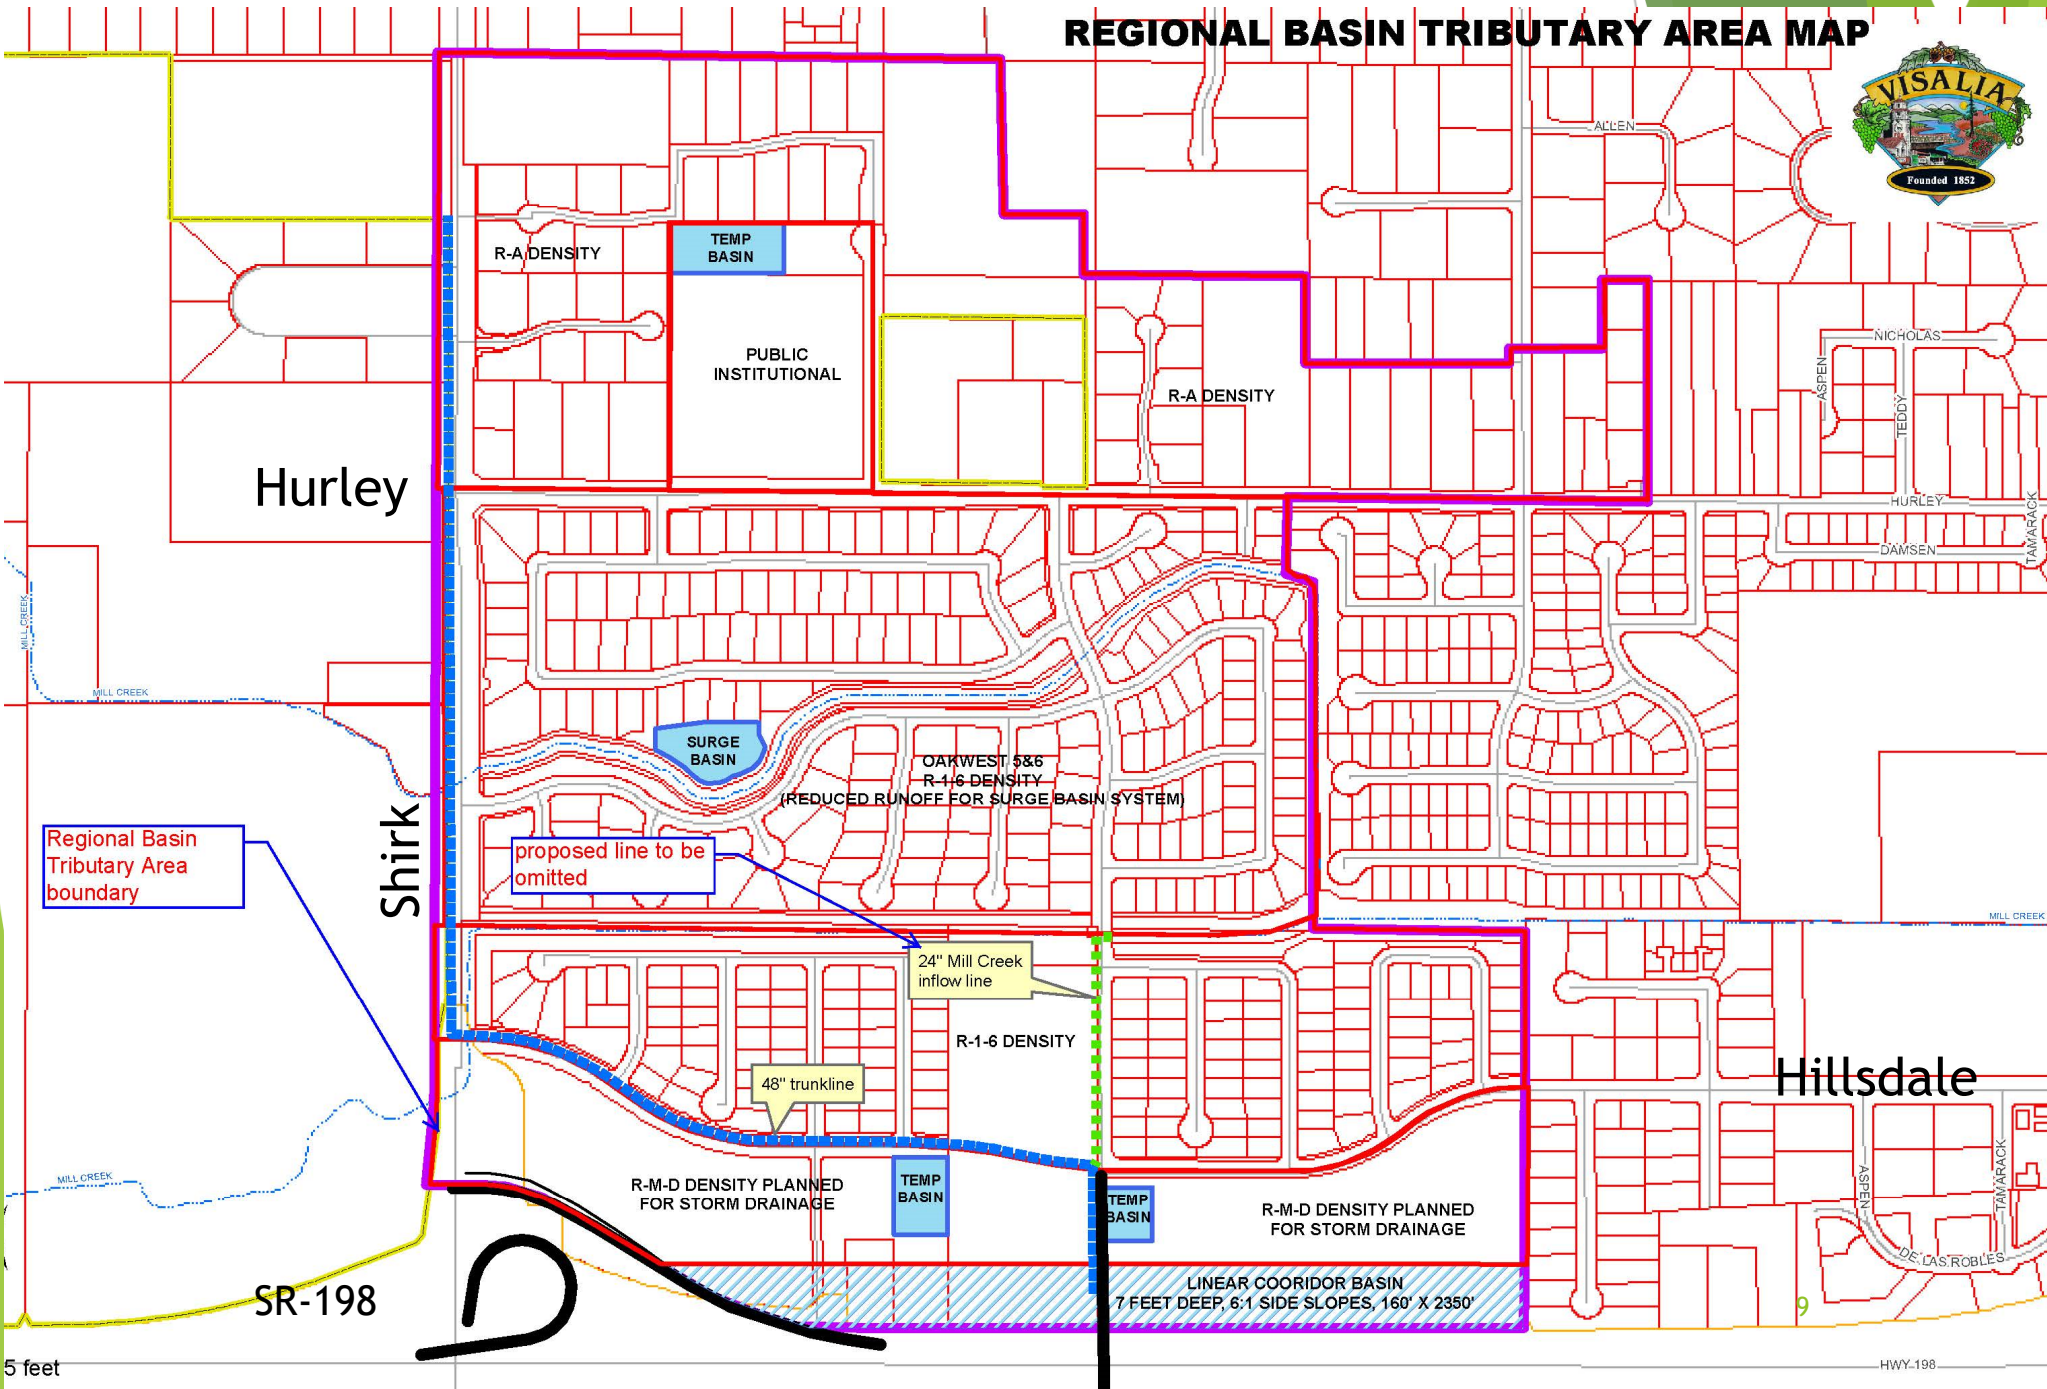 REGIONAL BASIN TRIBUTARY AREA MAP
VISALIA
Founded 1852
ALLEN
R-A DENSITY
TEMP
BASIN
PUBLIC
INSTITUTIONAL
R-A DENSITY
NICHOLAS
ASPEN
TEDDY
Hurley
HURLEY
DAMSEN
TAMARACK
MILL CREEK
MILL CREEK
SURGE
BASIN
OAKWEST 5&6
R-1-6 DENSITY
(REDUCED RUNOFF FOR SURGE BASIN SYSTEM)
Shirk
Regional Basin
Tributary Area
boundary
proposed line to be
omitted
MILL CREEK
24" Mill Creek
inflow line
R-1-6 DENSITY
48" trunkline
Hillsdale
MILL CREEK
R-M-D DENSITY PLANNED
FOR STORM DRAINAGE
TEMP
BASIN
TEMP
BASIN
R-M-D DENSITY PLANNED
FOR STORM DRAINAGE
ASPEN
TAMARACK
DE LAS ROBLES
LINEAR COORIDOR BASIN
7 FEET DEEP, 6:1 SIDE SLOPES, 160' X 2350'
SR-198
9
5 feet
HWY 198